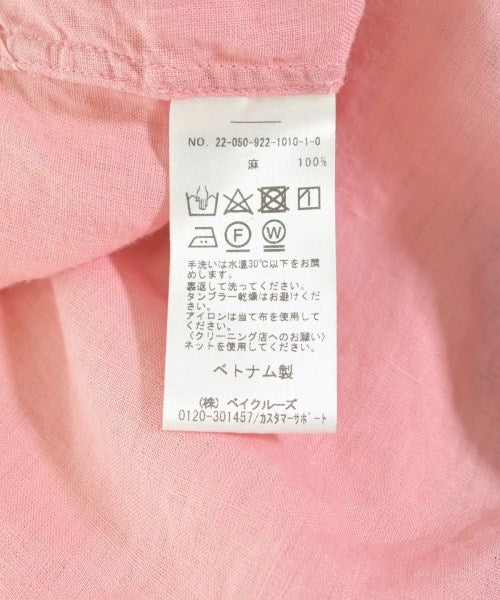 NO. 22-050-922-1010-1-0
麻 100%
F W
手洗いは水温30℃以下をお薦
めします。
裏返して洗ってください。
タンブラー乾燥はお避けくださ
い。
アイロンは当て布を使用して
ください。
〈クリーニング店へのお願い〉
ネットを使用してください。
ベトナム製
(株) ベイクルーズ
0120-301457/カスタマーサポート